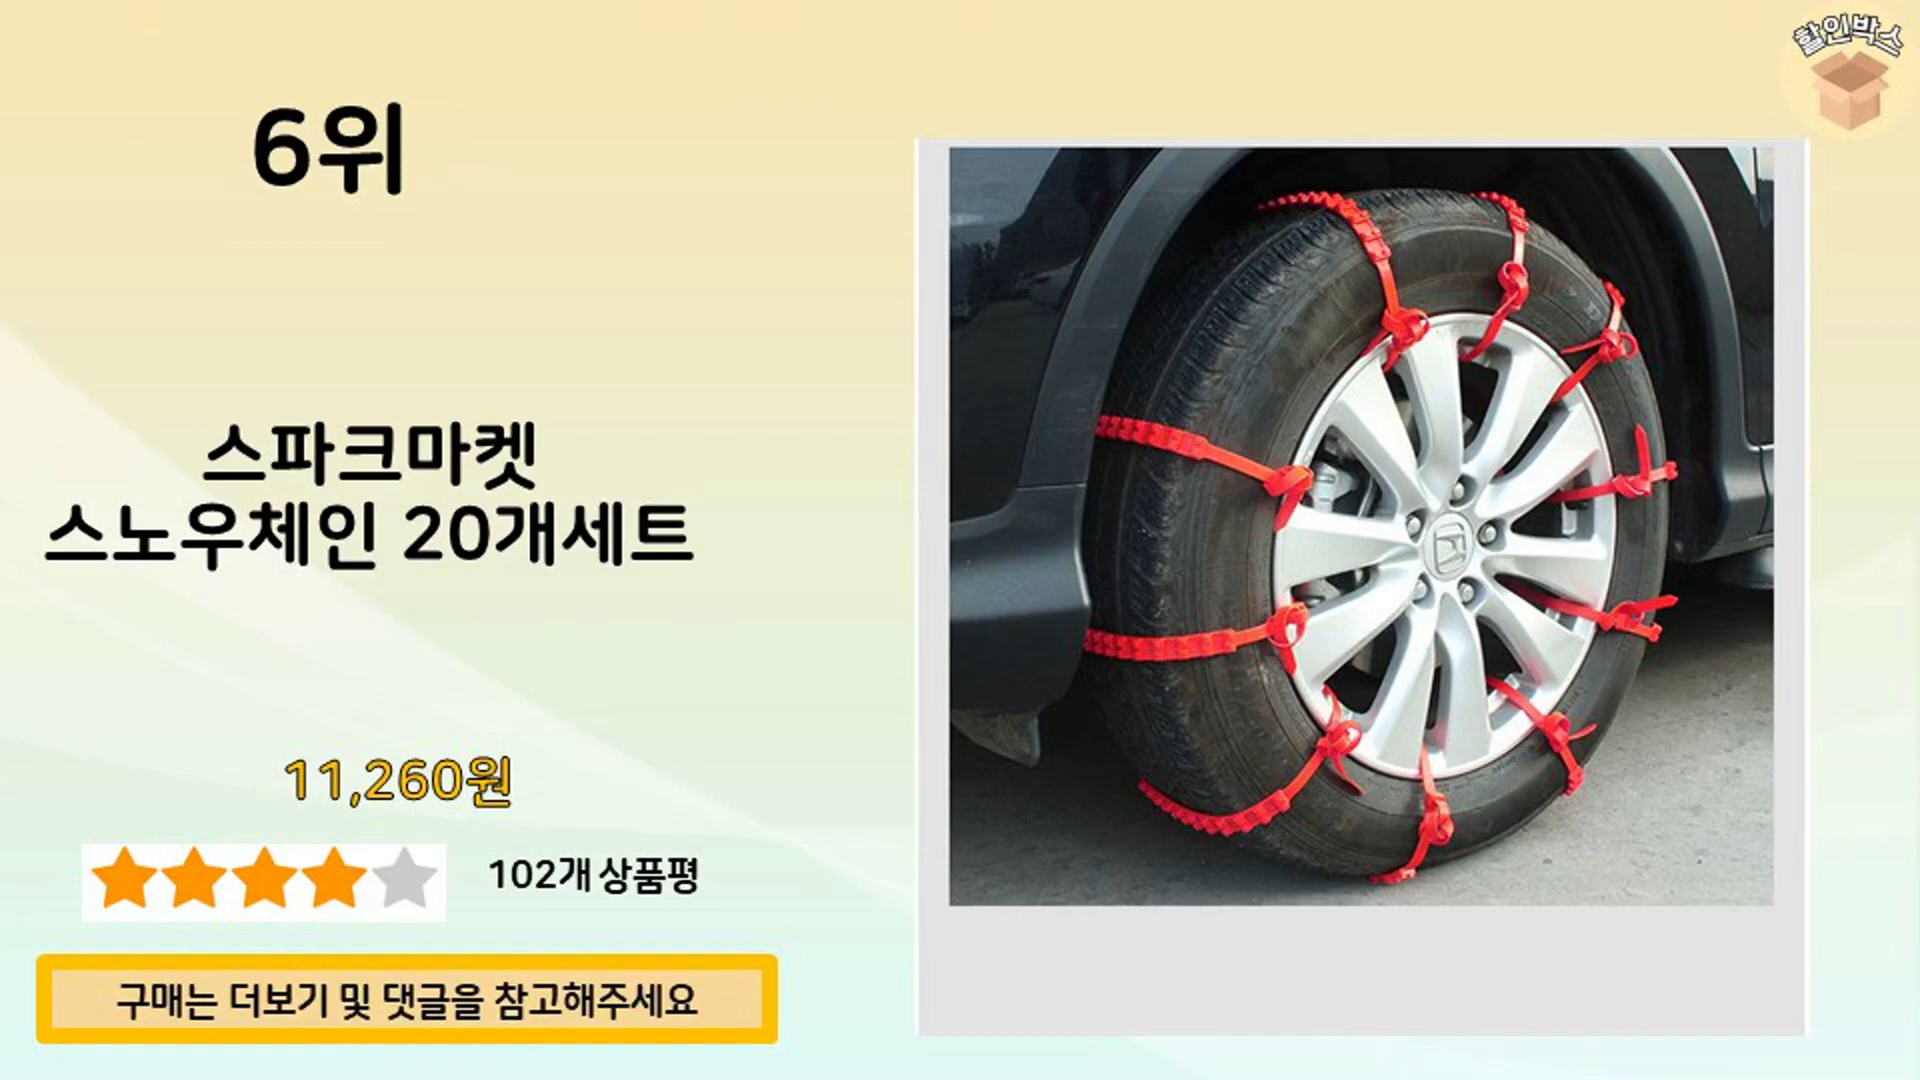 할인박스
6위
스파크마켓
스노우체인 20개세트
11,260원
102개 상품평
구매는 더보기 및 댓글을 참고해주세요